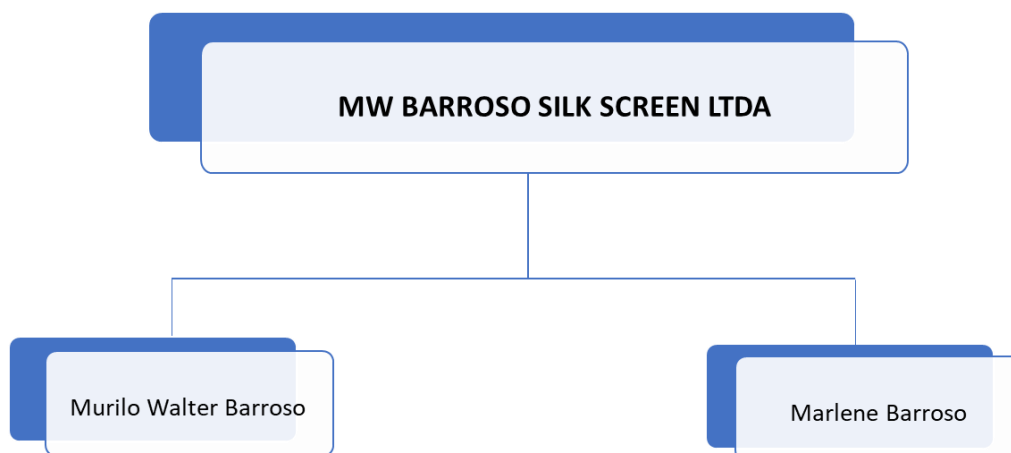 MW BARROSO SILK SCREEN LTDA
Murilo Walter Barroso
Marlene Barroso